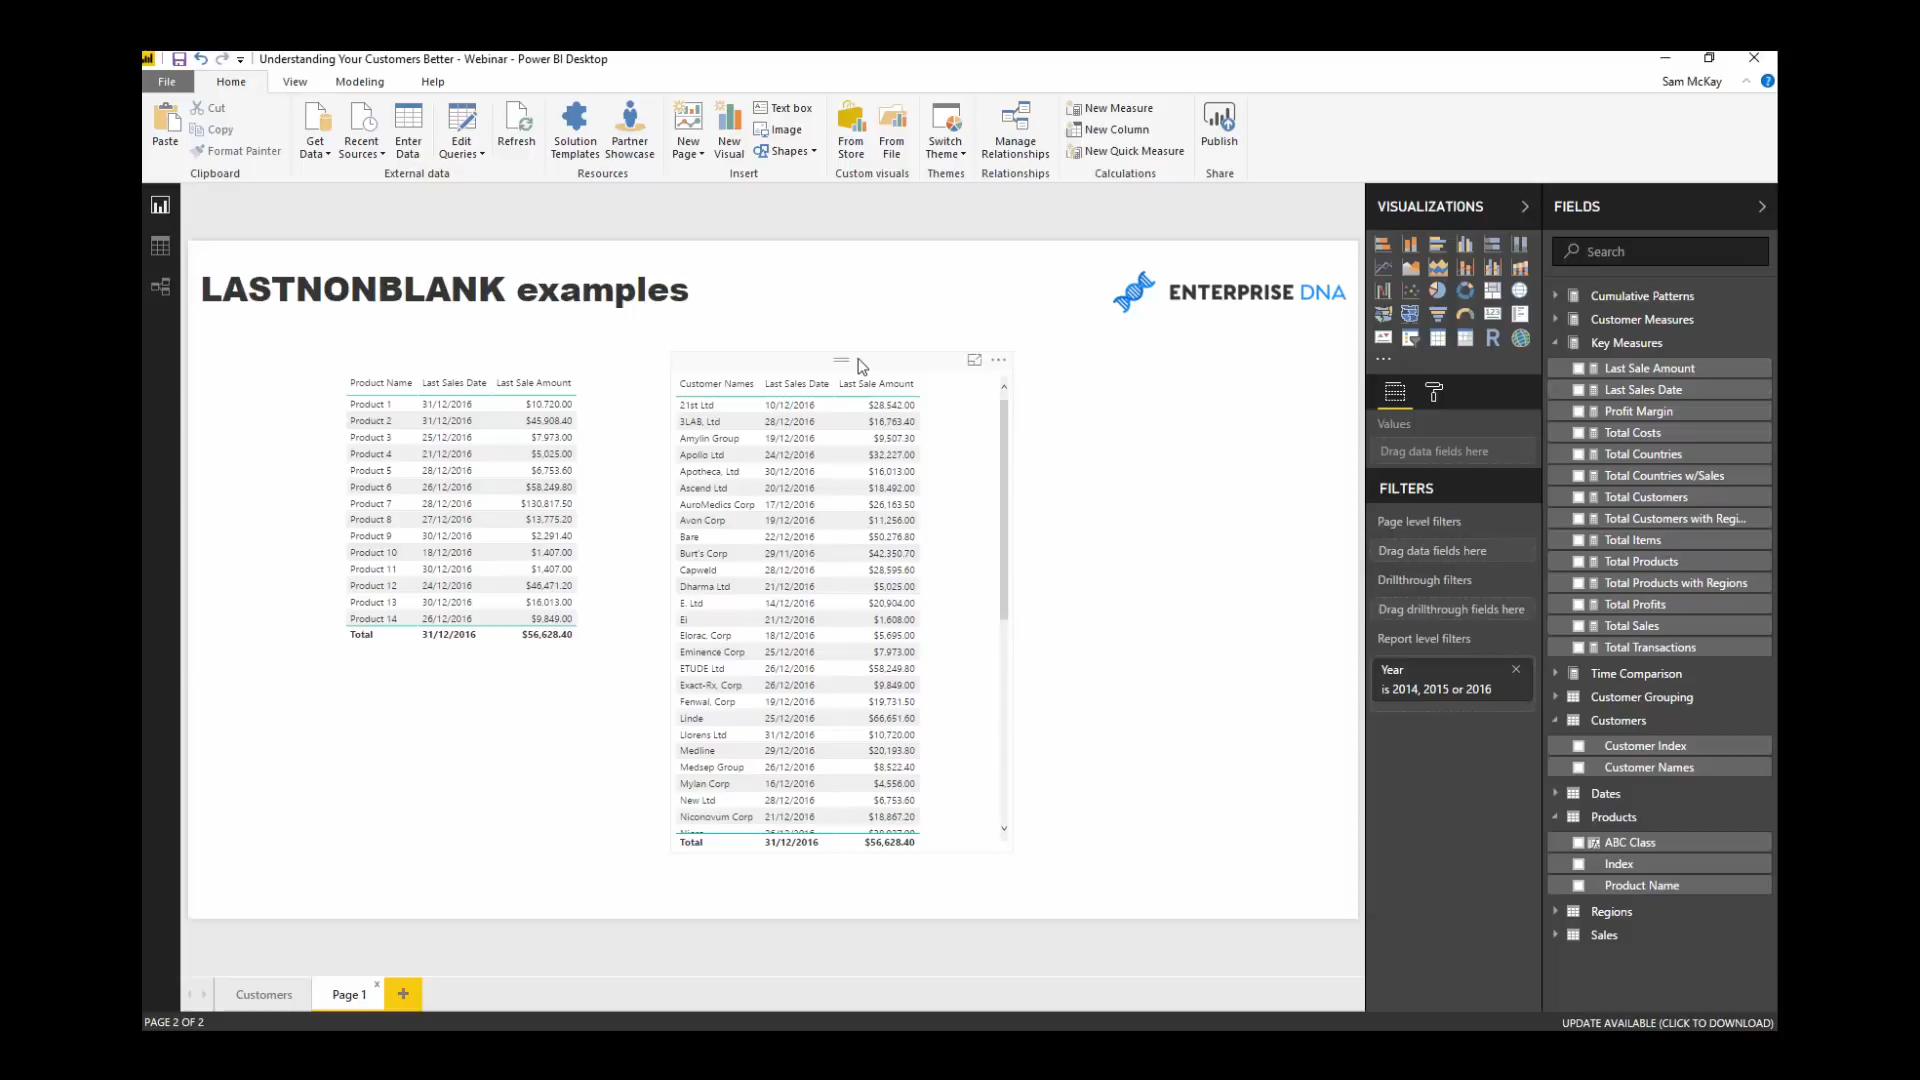 Understanding Your Customers Better - Webinar - Power BI Desktop
File Home View Modeling Help
Sam McKay
Cut
Copy
Format Painter
Paste
Clipboard
Get Data
Recent Sources
Enter Data
Edit Queries
Refresh
External data
Solution Templates
Partner Showcase
Resources
New Page
New Visual
Text box
Image
Shapes
Insert
From Store
From File
Custom visuals
Switch Theme
Themes
Manage Relationships
Relationships
New Measure
New Column
New Quick Measure
Calculations
Publish
Share
LASTNONBLANK examples
ENTERPRISE DNA
Product Name Last Sales Date Last Sale Amount
Product 1 31/12/2016 $10,720.00
Product 2 31/12/2016 $45,908.40
Product 3 25/12/2016 $7,973.00
Product 4 21/12/2016 $5,025.00
Product 5 28/12/2016 $6,753.60
Product 6 26/12/2016 $58,249.80
Product 7 28/12/2016 $130,817.50
Product 8 27/12/2016 $13,775.20
Product 9 30/12/2016 $2,291.40
Product 10 18/12/2016 $1,407.00
Product 11 30/12/2016 $1,407.00
Product 12 24/12/2016 $46,471.20
Product 13 30/12/2016 $16,013.00
Product 14 26/12/2016 $9,849.00
Total 31/12/2016 $56,628.40
Customer Names Last Sales Date Last Sale Amount
21st Ltd 10/12/2016 $28,542.00
3LAB, Ltd 28/12/2016 $16,763.40
Amylin Group 19/12/2016 $9,507.30
Apollo Ltd 24/12/2016 $32,227.00
Apotheca, Ltd 30/12/2016 $16,013.00
Ascend Ltd 20/12/2016 $18,492.00
AuroMedics Corp 17/12/2016 $26,163.50
Avon Corp 19/12/2016 $11,256.00
Bare 22/12/2016 $50,276.80
Burt's Corp 29/11/2016 $42,350.70
Capweld 28/12/2016 $28,595.60
Dharma Ltd 21/12/2016 $5,025.00
E. Ltd 14/12/2016 $20,904.00
Ei 21/12/2016 $1,608.00
Elorac, Corp 18/12/2016 $5,695.00
Eminence Corp 25/12/2016 $7,973.00
ETUDE Ltd 26/12/2016 $58,249.80
Exact-Rx, Corp 26/12/2016 $9,849.00
Fenwal, Corp 19/12/2016 $19,731.50
Linde 25/12/2016 $66,651.60
Llorens Ltd 31/12/2016 $10,720.00
Medline 29/12/2016 $20,193.80
Medsep Group 26/12/2016 $8,522.40
Mylan Corp 16/12/2016 $4,556.00
New Ltd 28/12/2016 $6,753.60
Niconovum Corp 21/12/2016 $18,867.20
Total 31/12/2016 $56,628.40
VISUALIZATIONS
Values
Drag data fields here
FILTERS
Page level filters
Drag data fields here
Drillthrough filters
Drag drillthrough fields here
Report level filters
Year
is 2014, 2015 or 2016
FIELDS
Search
Cumulative Patterns
Customer Measures
Key Measures
Last Sale Amount
Last Sales Date
Profit Margin
Total Costs
Total Countries
Total Countries w/Sales
Total Customers
Total Customers with Regi...
Total Items
Total Products
Total Products with Regions
Total Profits
Total Sales
Total Transactions
Time Comparison
Customer Grouping
Customers
Customer Index
Customer Names
Dates
Products
ABC Class
Index
Product Name
Regions
Sales
Customers Page 1
PAGE 2 OF 2
UPDATE AVAILABLE (CLICK TO DOWNLOAD)